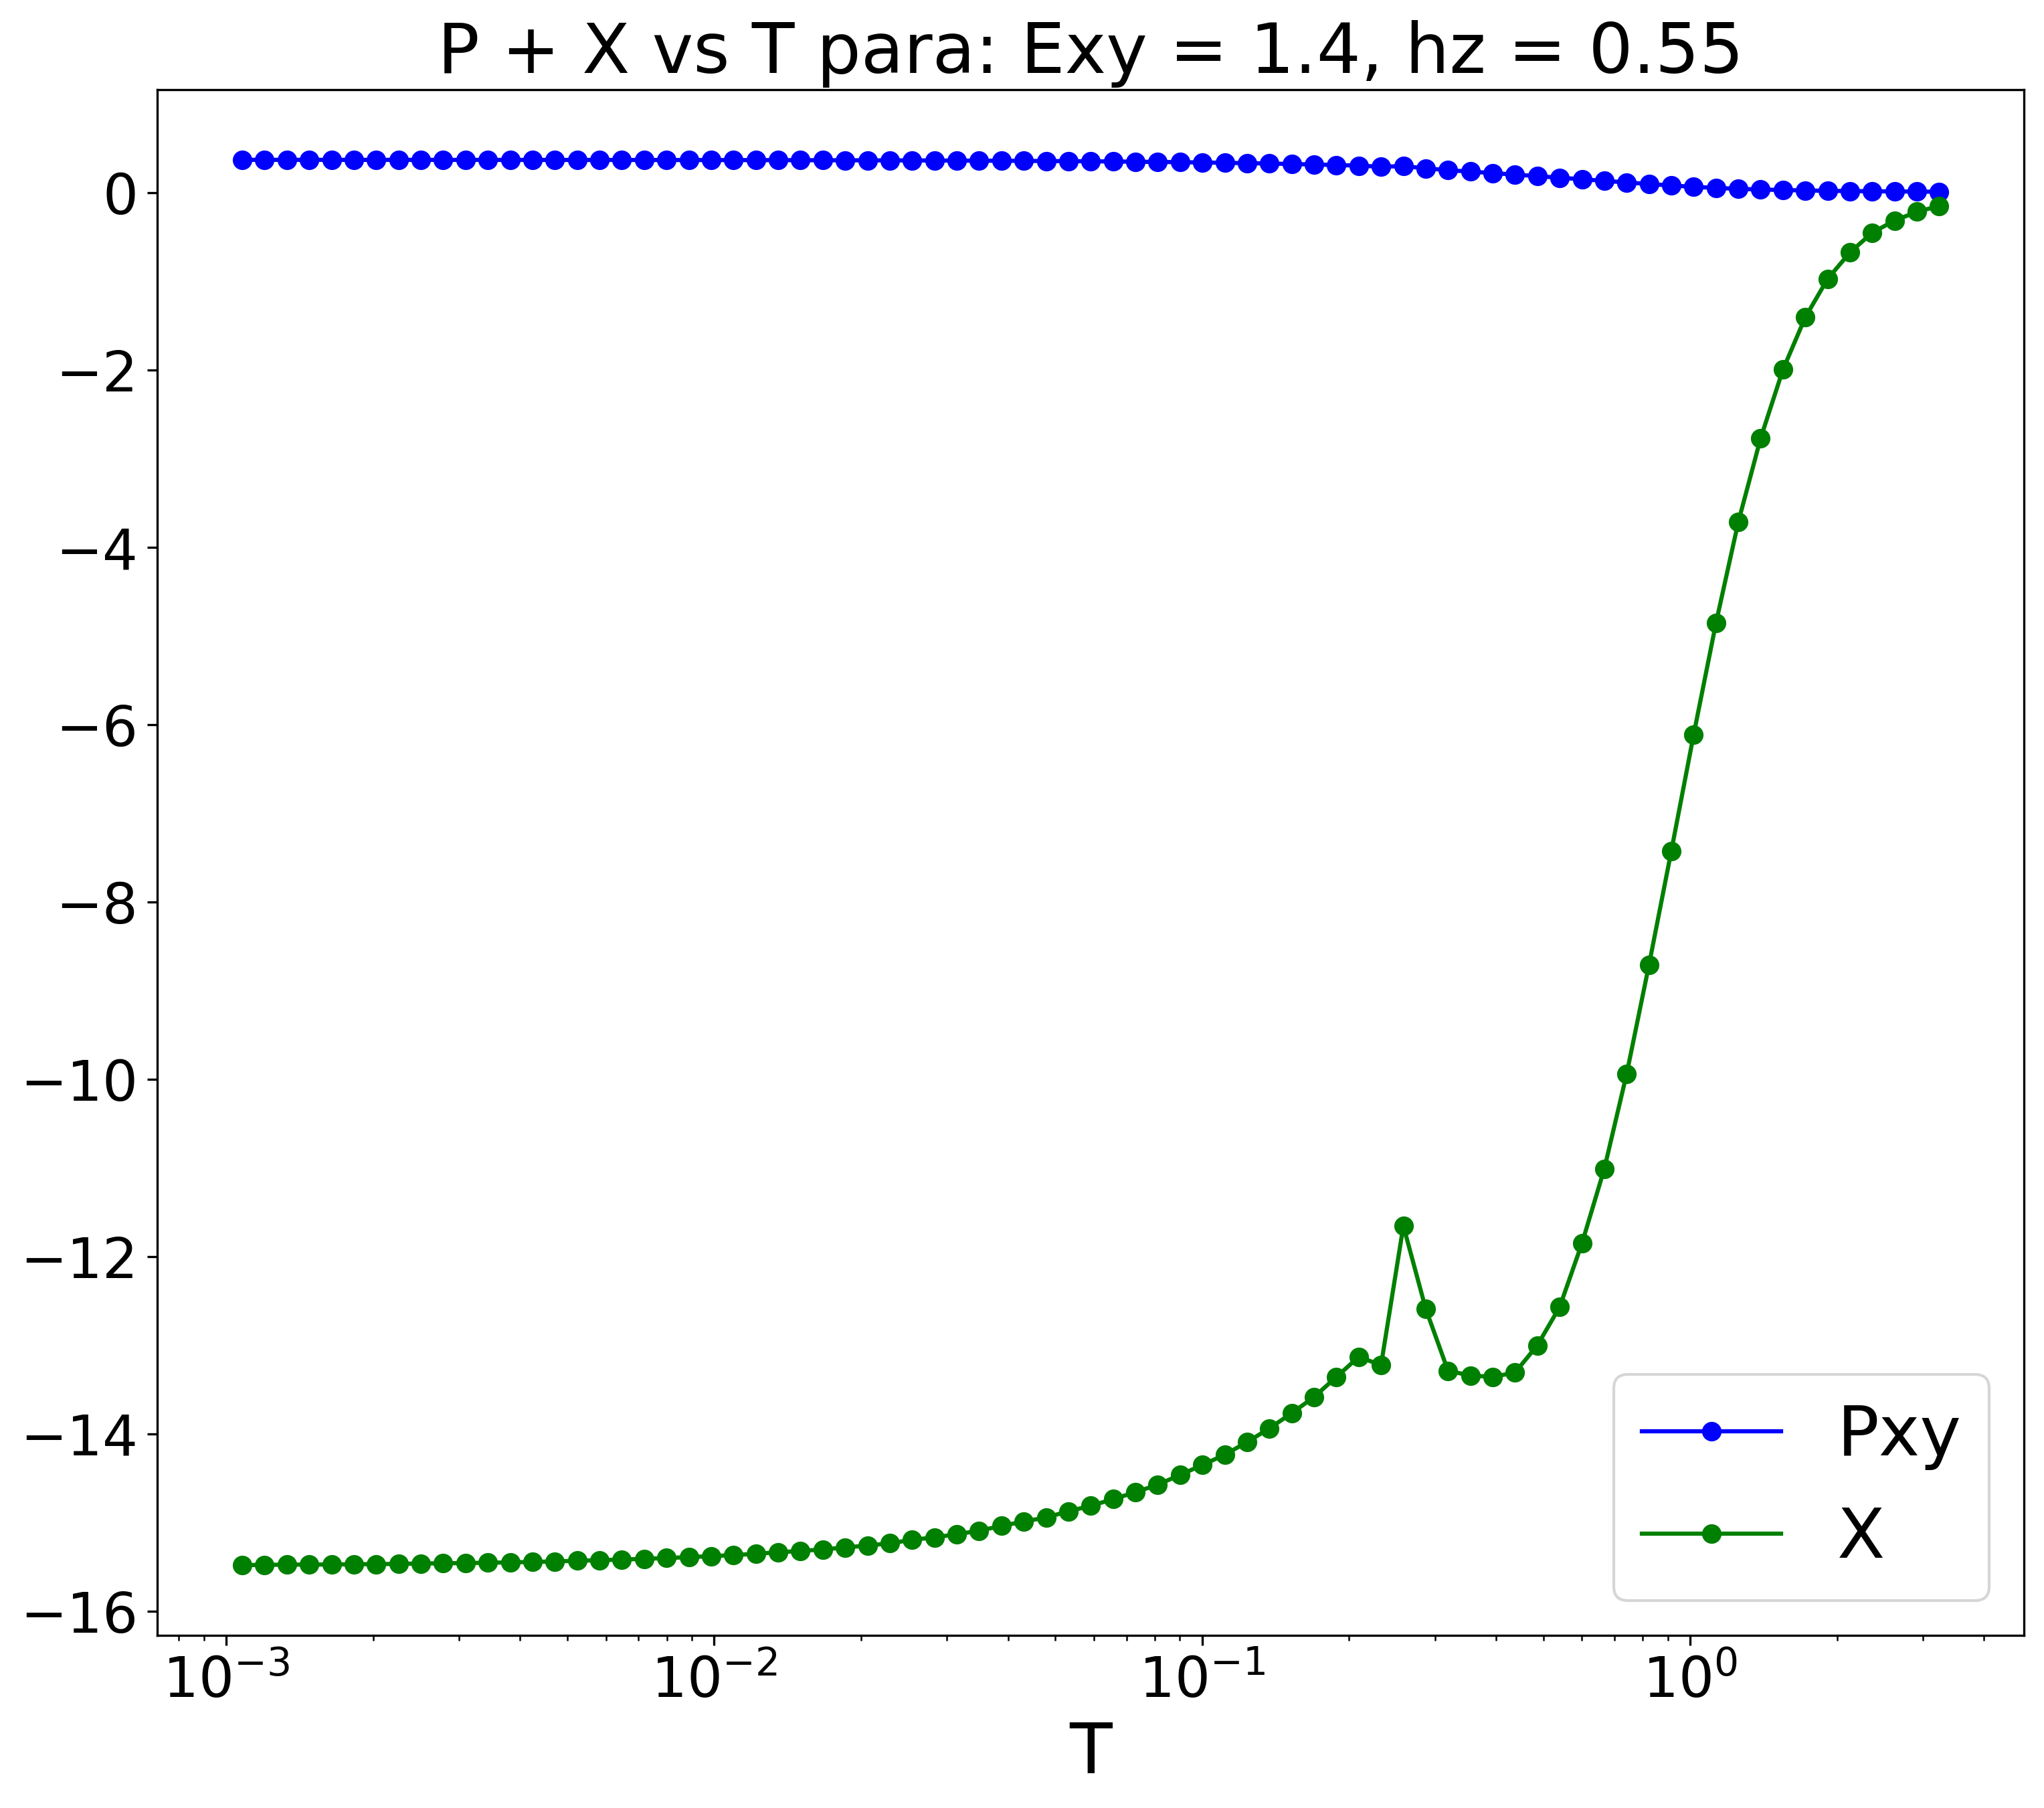 P + X vs T para: Exy = 1.4, hz = 0.55
0
−2
−4
−6
−8
−10
−12
−14
−16
10⁻³ 10⁻² 10⁻¹ 10⁰
T
Pxy
X